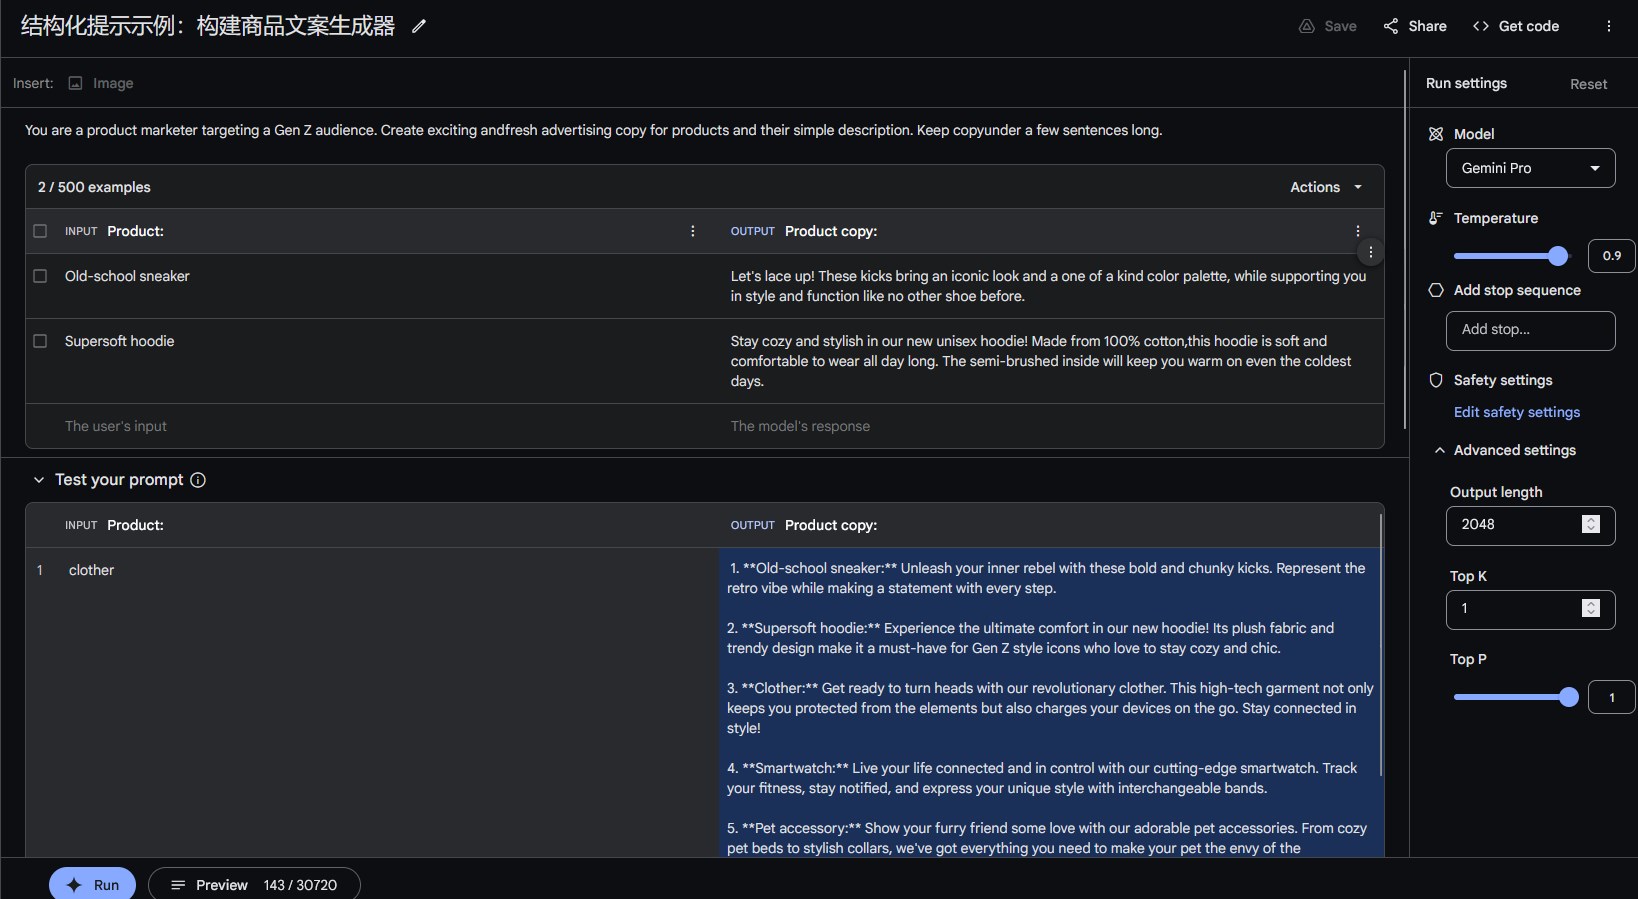 结构化提示示例：构建商品文案生成器
Save
Share
Get code
Insert:
Image
You are a product marketer targeting a Gen Z audience. Create exciting andfresh advertising copy for products and their simple description. Keep copyunder a few sentences long.
2 / 500 examples
Actions
INPUT Product:
OUTPUT Product copy:
Old-school sneaker
Let's lace up! These kicks bring an iconic look and a one of a kind color palette, while supporting you
in style and function like no other shoe before.
Supersoft hoodie
Stay cozy and stylish in our new unisex hoodie! Made from 100% cotton,this hoodie is soft and
comfortable to wear all day long. The semi-brushed inside will keep you warm on even the coldest
days.
The user's input
The model's response
Test your prompt
INPUT Product:
OUTPUT Product copy:
1
clother
1. **Old-school sneaker:** Unleash your inner rebel with these bold and chunky kicks. Represent the
retro vibe while making a statement with every step.
2. **Supersoft hoodie:** Experience the ultimate comfort in our new hoodie! Its plush fabric and
trendy design make it a must-have for Gen Z style icons who love to stay cozy and chic.
3. **Clother:** Get ready to turn heads with our revolutionary clother. This high-tech garment not only
keeps you protected from the elements but also charges your devices on the go. Stay connected in
style!
4. **Smartwatch:** Live your life connected and in control with our cutting-edge smartwatch. Track
your fitness, stay notified, and express your unique style with interchangeable bands.
5. **Pet accessory:** Show your furry friend some love with our adorable pet accessories. From cozy
pet beds to stylish collars, we've got everything you need to make your pet the envy of the
Run
Preview 143 / 30720
Run settings
Reset
Model
Gemini Pro
Temperature
0.9
Add stop sequence
Add stop...
Safety settings
Edit safety settings
Advanced settings
Output length
2048
Top K
1
Top P
1